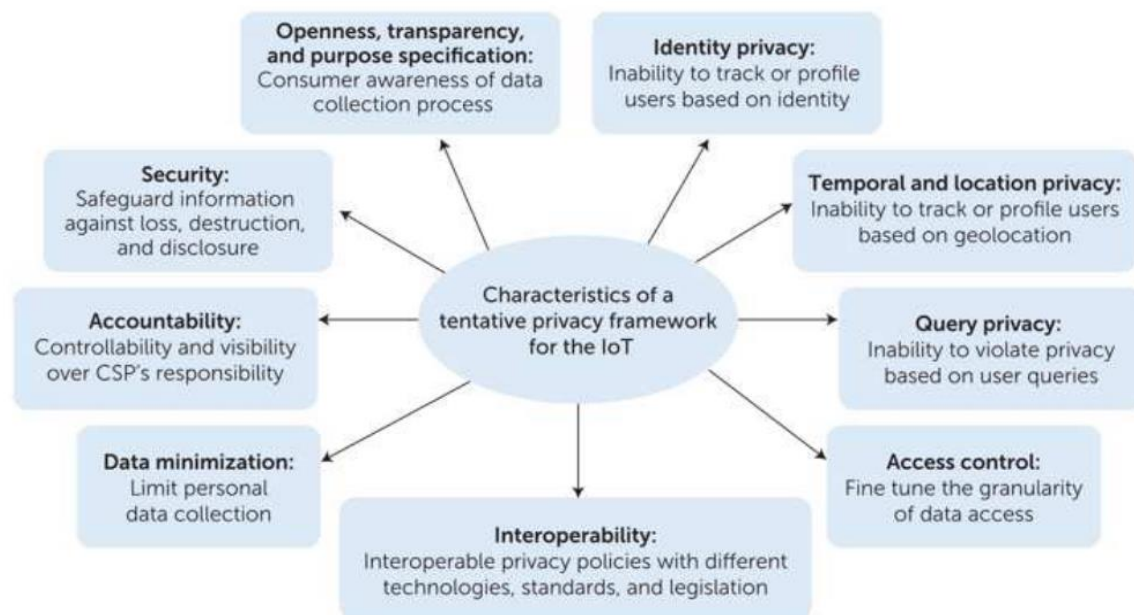 Openness, transparency,
and purpose specification:
Consumer awareness of data
collection process
Identity privacy:
Inability to track or profile
users based on identity
Security:
Safeguard information
against loss, destruction,
and disclosure
Temporal and location privacy:
Inability to track or profile users
based on geolocation
Characteristics of a
tentative privacy framework
for the IoT
Accountability:
Controllability and visibility
over CSP's responsibility
Query privacy:
Inability to violate privacy
based on user queries
Data minimization:
Limit personal
data collection
Access control:
Fine tune the granularity
of data access
Interoperability:
Interoperable privacy policies with different
technologies, standards, and legislation